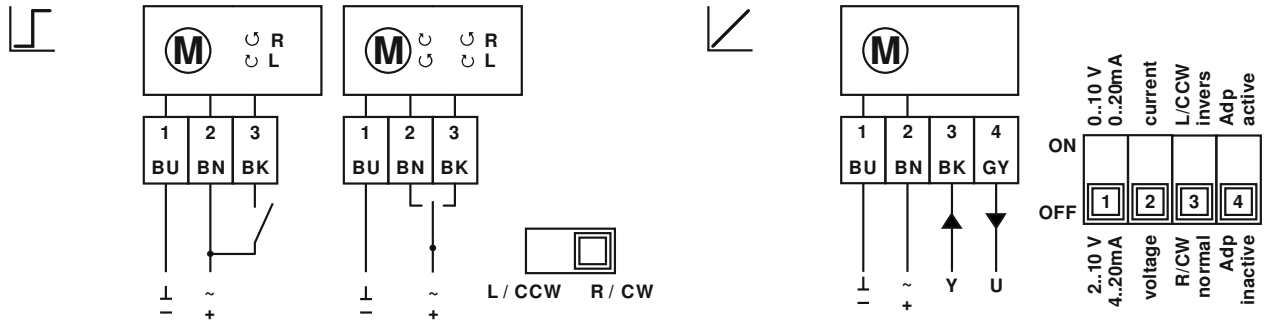 M R
L
1 2 3
BU BN BK
⊥ ~
– +
M R
L
1 2 3
BU BN BK
⊥ ~
– +
L / CCW R / CW
M
1 2 3 4
BU BN BK GY
⊥ ~ Y U
– +
0..10 V
0..20mA
current
L/CCW
invers
Adp
active
ON
OFF
1 2 3 4
2..10 V
4..20mA
voltage
R/CW
normal
Adp
inactive